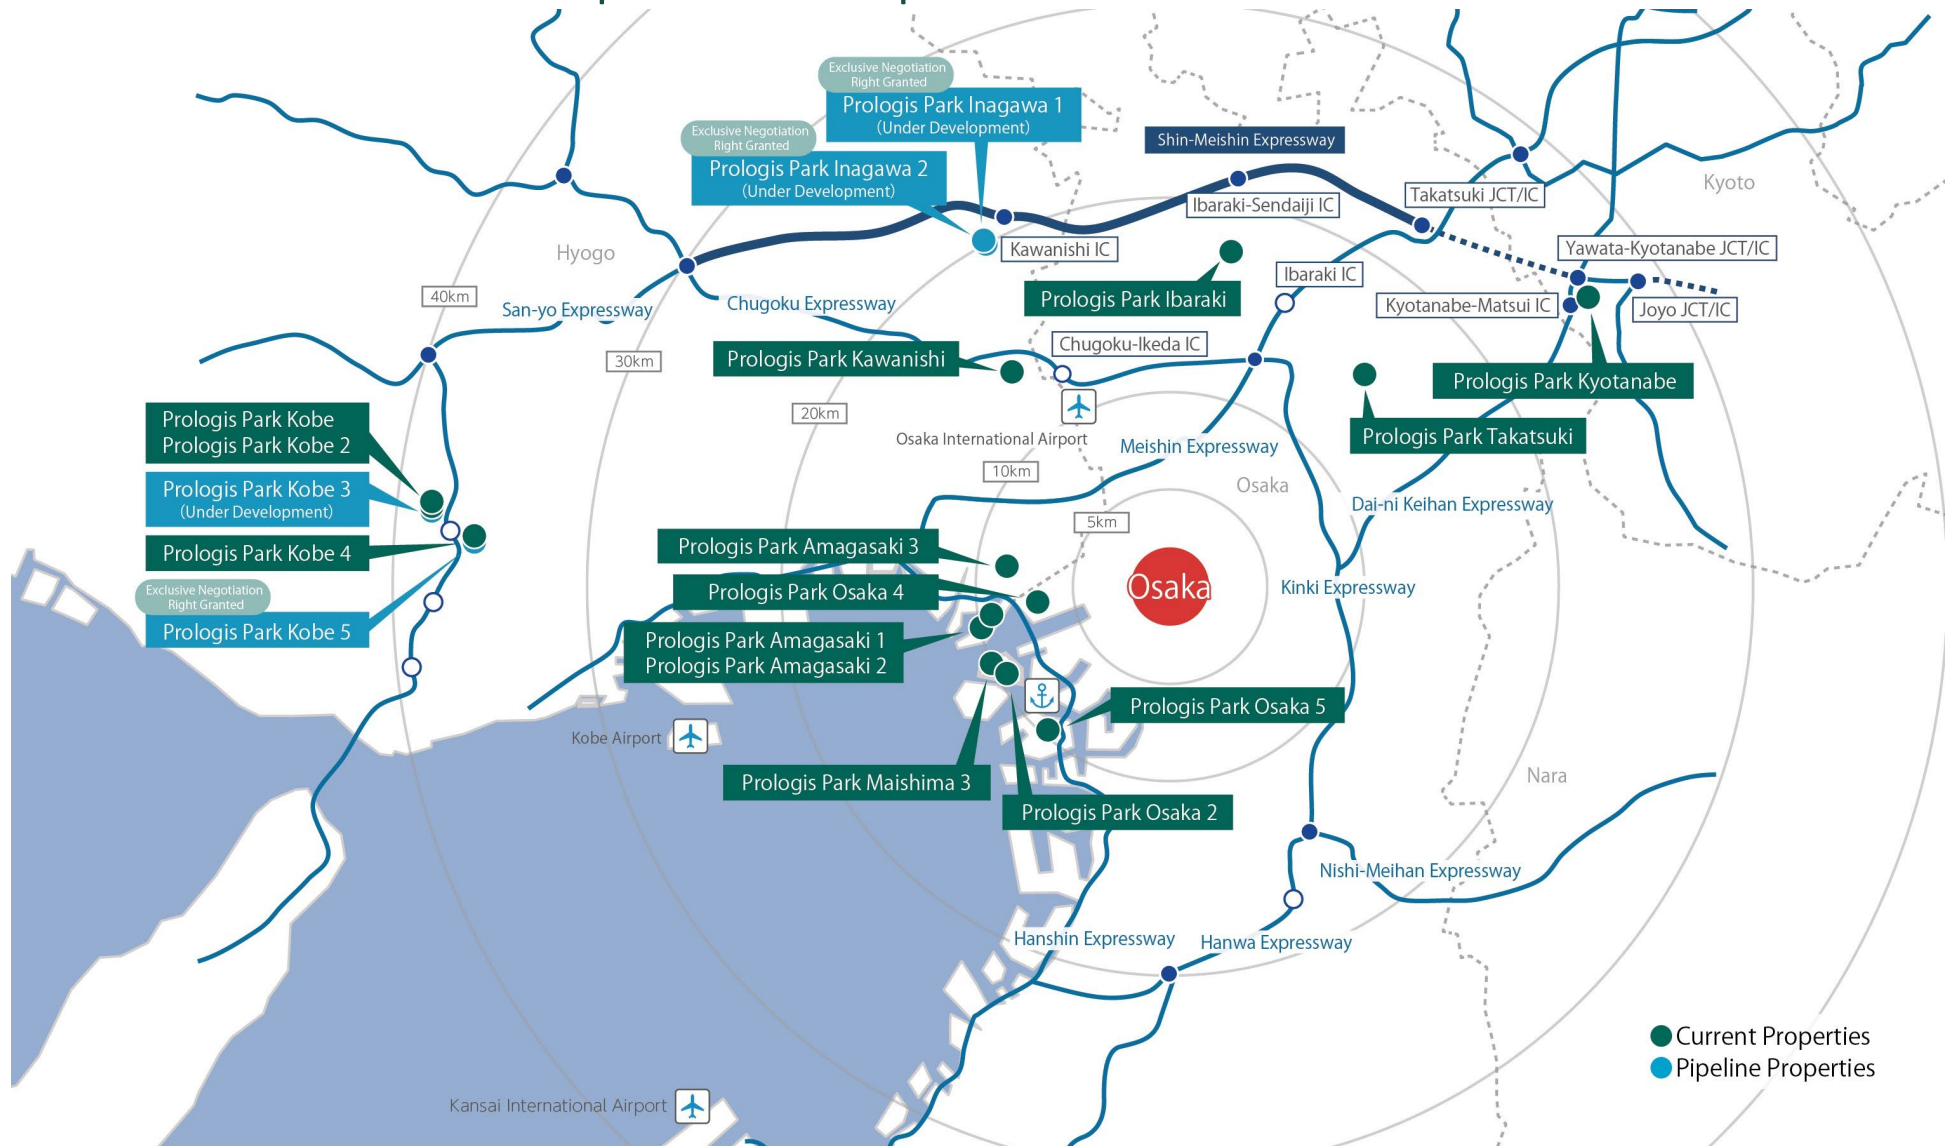 Exclusive Negotiation
Right Granted
Prologis Park Inagawa 1
(Under Development)
Exclusive Negotiation
Right Granted
Prologis Park Inagawa 2
(Under Development)
Shin-Meishin Expressway
Kyoto
Takatsuki JCT/IC
Ibaraki-Sendaiji IC
Kawanishi IC
Yawata-Kyotanabe JCT/IC
Hyogo
Ibaraki IC
40km
San-yo Expressway
Chugoku Expressway
Prologis Park Ibaraki
Kyotanabe-Matsui IC
Joyo JCT/IC
30km
Prologis Park Kawanishi
Chugoku-Ikeda IC
Prologis Park Kyotanabe
20km
Prologis Park Kobe
Prologis Park Kobe 2
Osaka International Airport
Meishin Expressway
Prologis Park Takatsuki
10km
Osaka
Prologis Park Kobe 3
(Under Development)
Dai-ni Keihan Expressway
5km
Prologis Park Kobe 4
Prologis Park Amagasaki 3
Exclusive Negotiation
Right Granted
Prologis Park Kobe 5
Prologis Park Osaka 4
Osaka
Kinki Expressway
Prologis Park Amagasaki 1
Prologis Park Amagasaki 2
Prologis Park Osaka 5
Kobe Airport
Prologis Park Maishima 3
Prologis Park Osaka 2
Nara
Nishi-Meihan Expressway
Hanshin Expressway
Hanwa Expressway
Current Properties
Pipeline Properties
Kansai International Airport